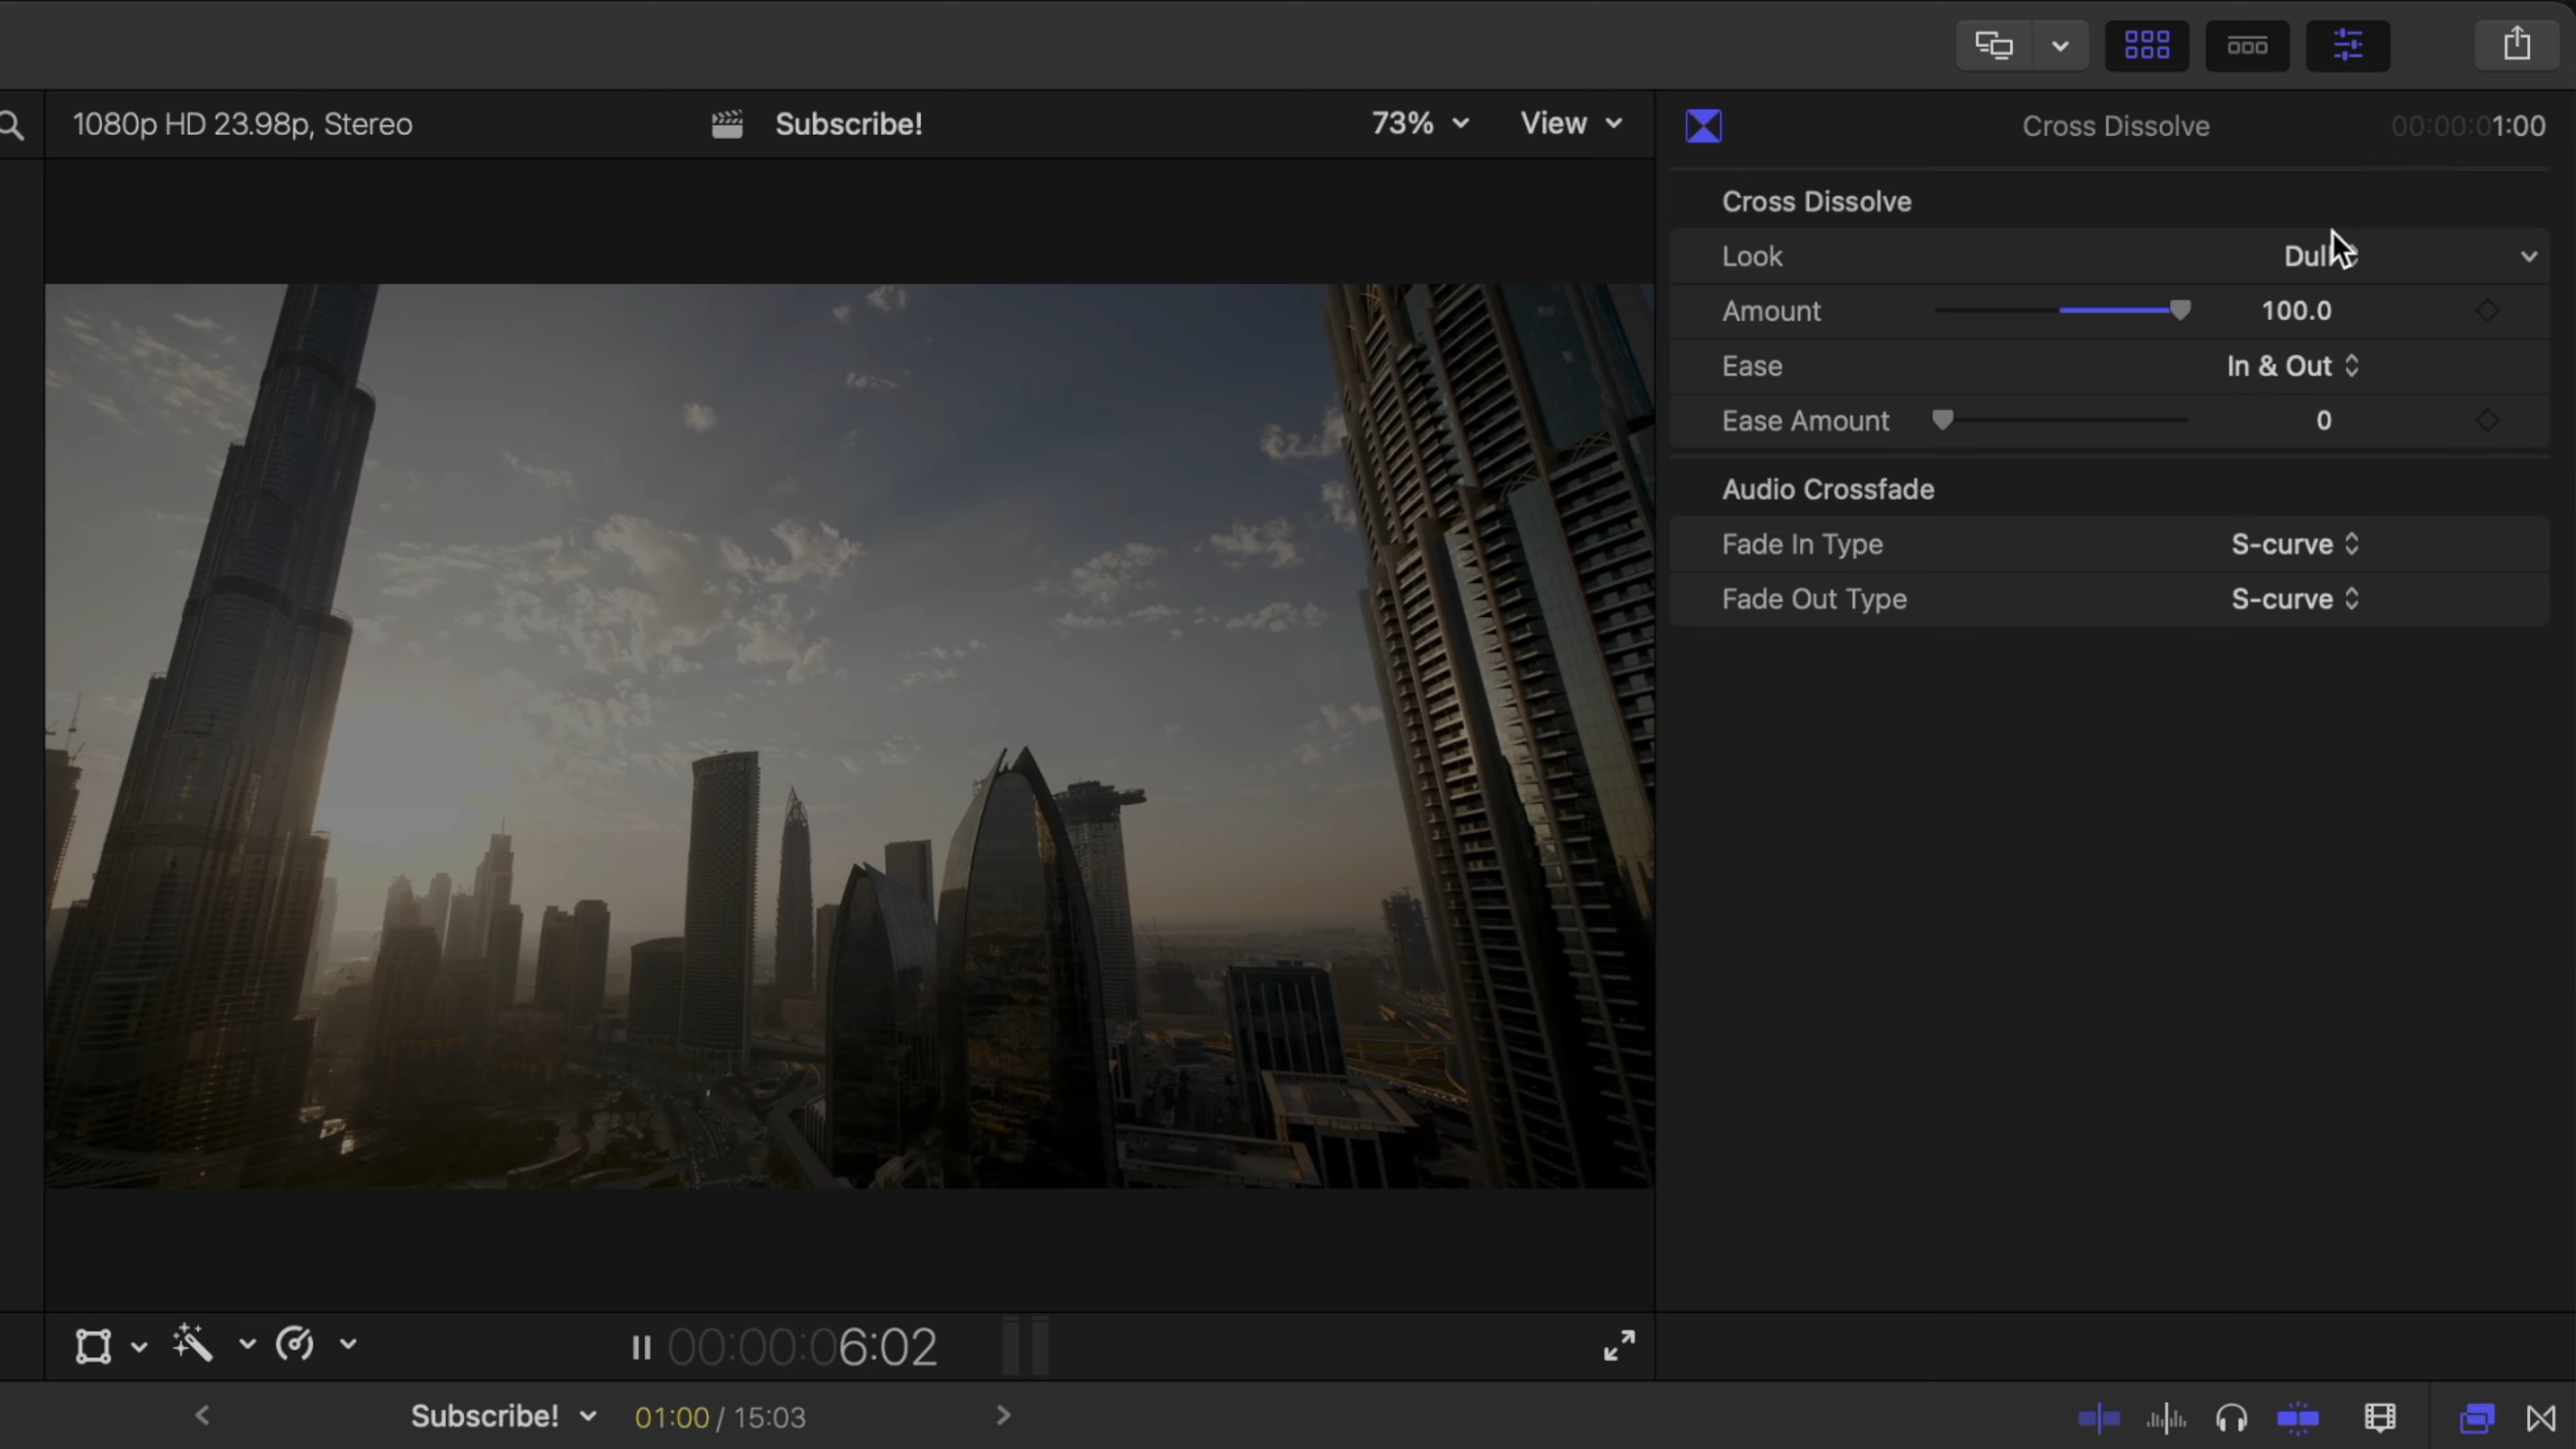 1080p HD 23.98p, Stereo
Subscribe!
73%
View
Cross Dissolve
00:00:01:00
Cross Dissolve
Look
Dull
Amount
100.0
Ease
In & Out
Ease Amount
0
Audio Crossfade
Fade In Type
S-curve
Fade Out Type
S-curve
00:00:06:02
Subscribe!
01:00 / 15:03